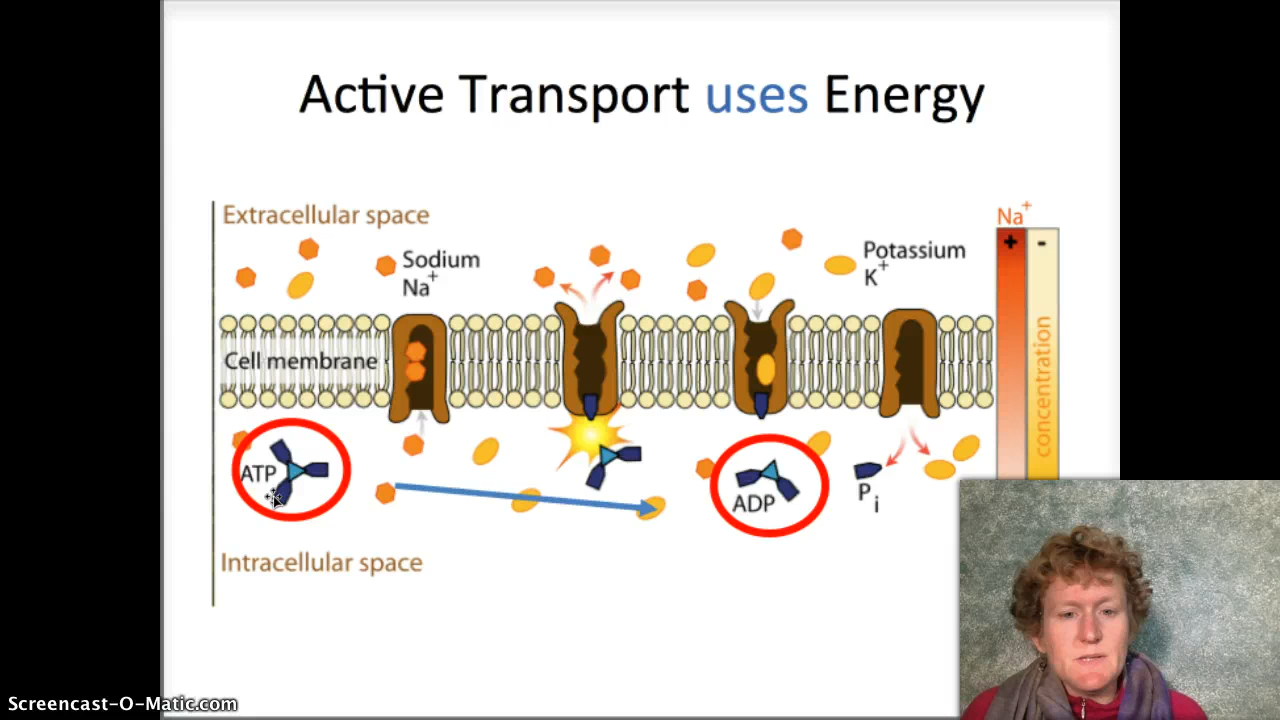 Active Transport uses Energy
Extracellular space
Na+
+ -
Sodium
Na+
Potassium
K+
Cell membrane
concentration
ATP
ADP
Pi
Intracellular space
Screencast-O-Matic.com